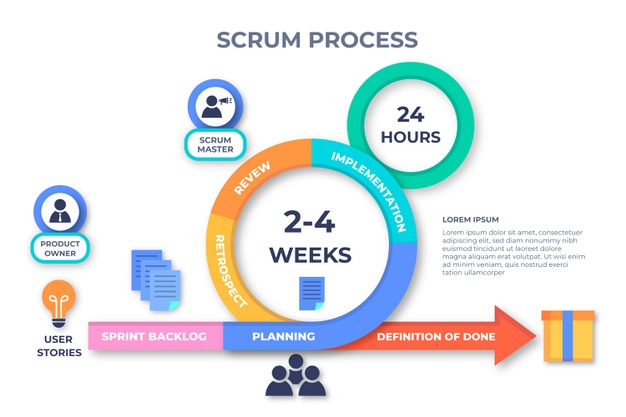 SCRUM PROCESS
24
HOURS
SCRUM
MASTER
REVIEW
IMPLEMENTATION
2-4
WEEKS
RETROSPECT
PRODUCT
OWNER
LOREM IPSUM
Lorem ipsum dolor sit amet, consectetuer
adipiscing elit, sed diam nonummy nibh
euismod tincidunt ut laoreet dolore magna
aliquam erat volutpat. Ut wisi enim ad
minim veniam, quis nostrud exerci tation
ullamcorper
USER
STORIES
SPRINT BACKLOG
PLANNING
DEFINITION OF DONE